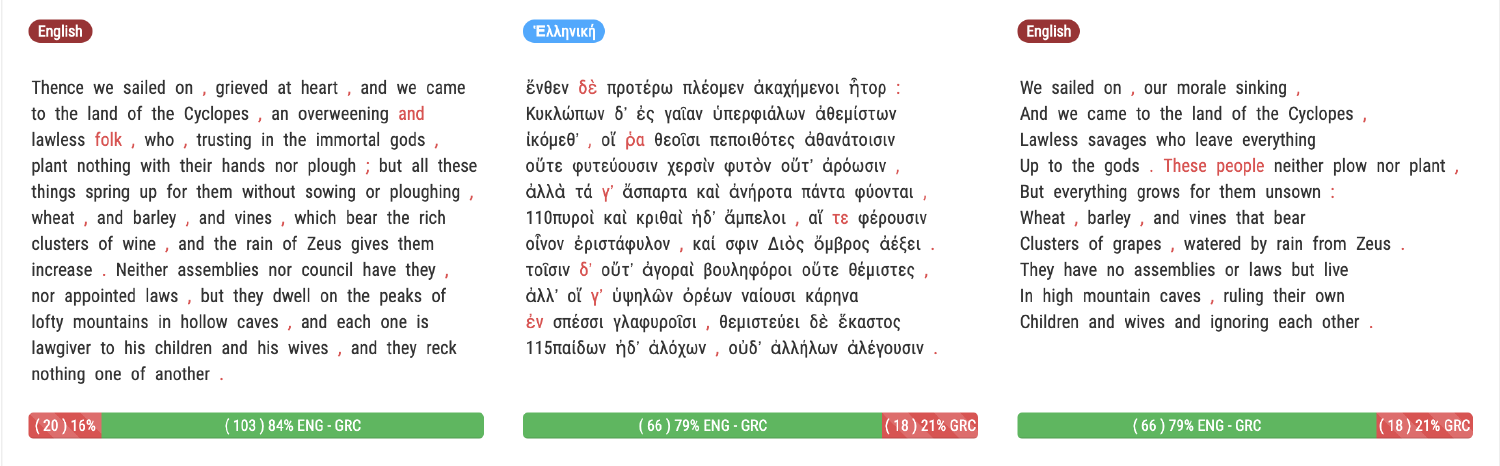 English
Thence we sailed on , grieved at heart , and we came
to the land of the Cyclopes , an overweening and
lawless folk , who , trusting in the immortal gods ,
plant nothing with their hands nor plough ; but all these
things spring up for them without sowing or ploughing ,
wheat , and barley , and vines , which bear the rich
clusters of wine , and the rain of Zeus gives them
increase . Neither assemblies nor council have they ,
nor appointed laws , but they dwell on the peaks of
lofty mountains in hollow caves , and each one is
lawgiver to his children and his wives , and they reck
nothing one of another .
( 20 ) 16%
( 103 ) 84% ENG - GRC
Ἑλληνική
ἔνθεν δὲ προτέρω πλέομεν ἀκαχήμενοι ἦτορ :
Κυκλώπων δ’ ἐς γαῖαν ὑπερφιάλων ἀθεμίστων
ἱκόμεθ’ , οἵ ῥα θεοῖσι πεποιθότες ἀθανάτοισιν
οὔτε φυτεύουσιν χερσὶν φυτὸν οὔτ’ ἀρόωσιν ,
ἀλλὰ τά γ’ ἄσπαρτα καὶ ἀνήροτα πάντα φύονται ,
110πυροὶ καὶ κριθαὶ ἠδ’ ἄμπελοι , αἵ τε φέρουσιν
οἶνον ἐριστάφυλον , καί σφιν Διὸς ὄμβρος ἀέξει .
τοῖσιν δ’ οὔτ’ ἀγοραὶ βουληφόροι οὔτε θέμιστες ,
ἀλλ’ οἵ γ’ ὑψηλῶν ὀρέων ναίουσι κάρηνα
ἐν σπέσσι γλαφυροῖσι , θεμιστεύει δὲ ἕκαστος
115παίδων ἠδ’ ἀλόχων , οὐδ’ ἀλλήλων ἀλέγουσιν .
( 66 ) 79% ENG - GRC
( 18 ) 21% GRC
English
We sailed on , our morale sinking ,
And we came to the land of the Cyclopes ,
Lawless savages who leave everything
Up to the gods . These people neither plow nor plant ,
But everything grows for them unsown :
Wheat , barley , and vines that bear
Clusters of grapes , watered by rain from Zeus .
They have no assemblies or laws but live
In high mountain caves , ruling their own
Children and wives and ignoring each other .
( 66 ) 79% ENG - GRC
( 18 ) 21% GRC